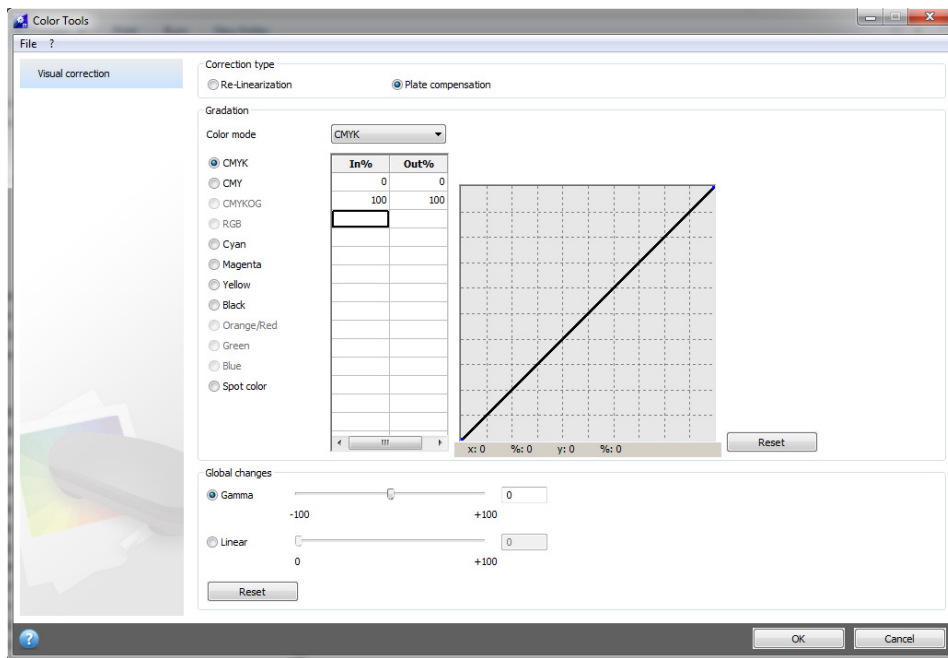 Color Tools
File ?
Visual correction
Correction type
Re-Linearization
Plate compensation
Gradation
Color mode
CMYK
CMYK
CMY
CMYKOG
RGB
Cyan
Magenta
Yellow
Black
Orange/Red
Green
Blue
Spot color
In% Out%
0 0
100 100
x: 0 %: 0 y: 0 %: 0
Reset
Global changes
Gamma
0
-100 +100
Linear
0
0 +100
Reset
?
OK Cancel